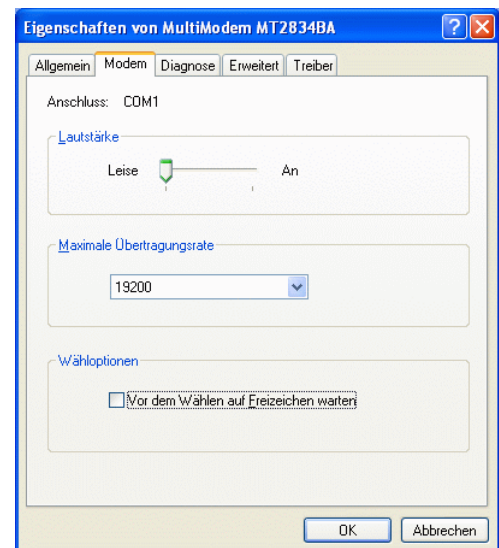 Eigenschaften von MultiModem MT2834BA
Allgemein Modem Diagnose Erweitert Treiber
Anschluss: COM1
Lautstärke
Leise An
Maximale Übertragungsrate
19200
Wähloptionen
Vor dem Wählen auf Freizeichen warten
OK Abbrechen